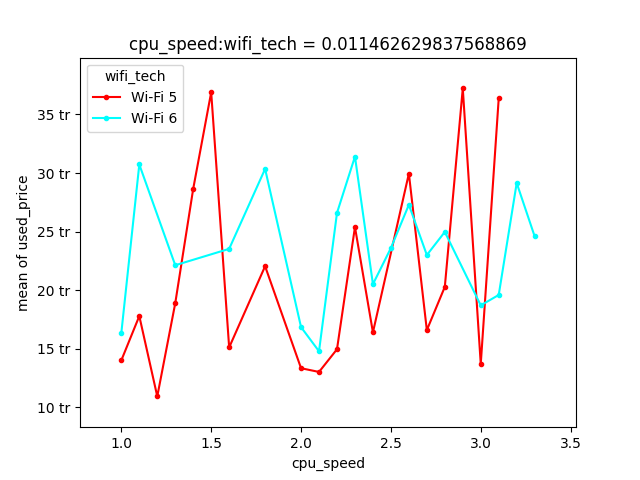 cpu_speed:wifi_tech = 0.011462629837568869
wifi_tech
Wi-Fi 5
Wi-Fi 6
35 tr
30 tr
25 tr
20 tr
15 tr
10 tr
mean of used_price
1.0 1.5 2.0 2.5 3.0 3.5
cpu_speed